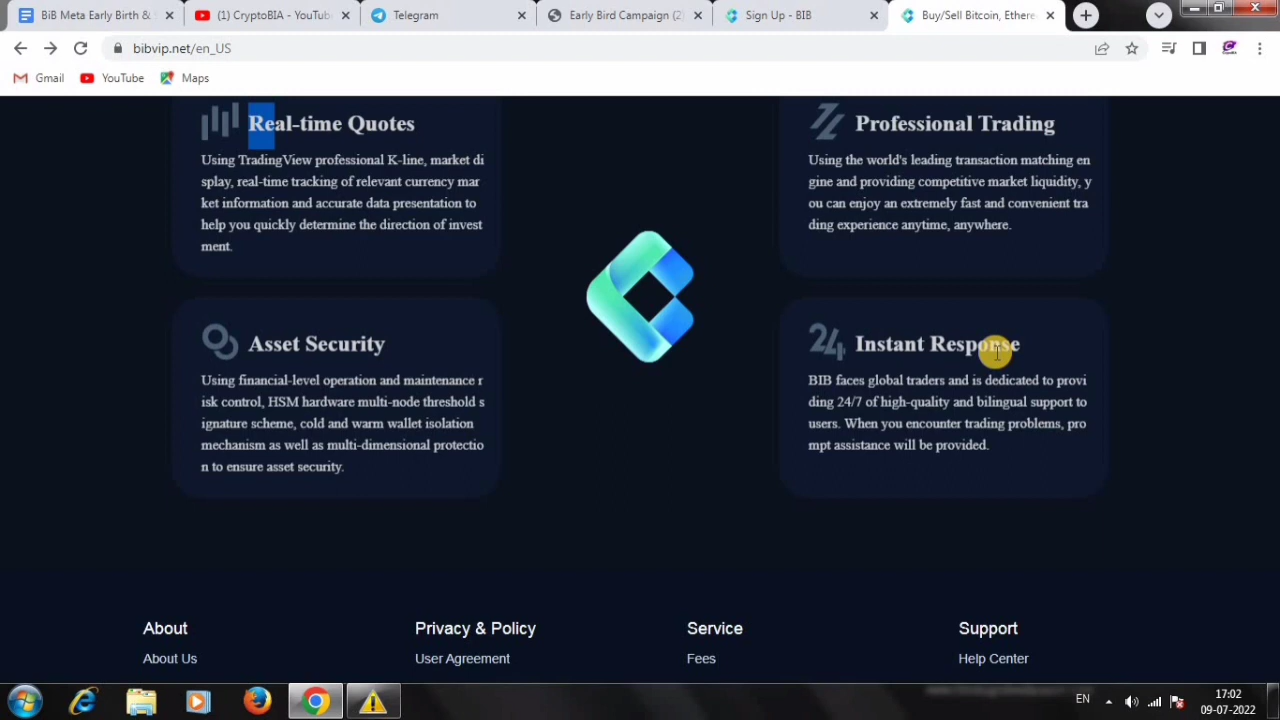 BiB Meta Early Birth &
(1) CryptoBIA - YouTub
Telegram
Early Bird Campaign (2)
Sign Up - BIB
Buy/Sell Bitcoin, Ethere
bibvip.net/en_US
Gmail
YouTube
Maps
Real-time Quotes
Using TradingView professional K-line, market di
splay, real-time tracking of relevant currency mar
ket information and accurate data presentation to
help you quickly determine the direction of invest
ment.
Professional Trading
Using the world's leading transaction matching en
gine and providing competitive market liquidity, y
ou can enjoy an extremely fast and convenient tra
ding experience anytime, anywhere.
Asset Security
Using financial-level operation and maintenance r
isk control, HSM hardware multi-node threshold s
ignature scheme, cold and warm wallet isolation
mechanism as well as multi-dimensional protectio
n to ensure asset security.
24
Instant Response
BIB faces global traders and is dedicated to provi
ding 24/7 of high-quality and bilingual support to
users. When you encounter trading problems, pro
mpt assistance will be provided.
About
Privacy & Policy
Service
Support
About Us
User Agreement
Fees
Help Center
EN
17:02
09-07-2022